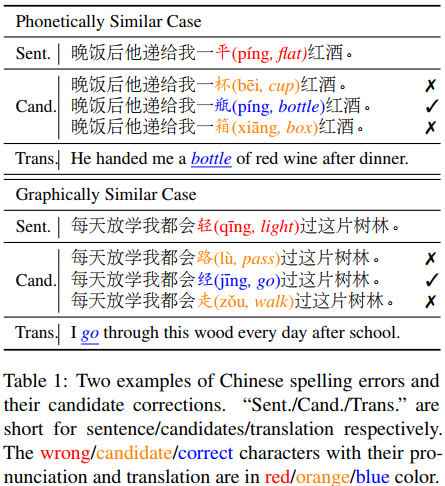 Phonetically Similar Case
Sent. 晚饭后他递给我一平(píng, flat)红酒。
晚饭后他递给我一杯(bēi, cup)红酒。 ✗
Cand. 晚饭后他递给我一瓶(píng, bottle)红酒。 ✓
晚饭后他递给我一箱(xiāng, box)红酒。 ✗
Trans. He handed me a bottle of red wine after dinner.
Graphically Similar Case
Sent. 每天放学我都会轻(qīng, light)过这片树林。
每天放学我都会路(lù, pass)过这片树林。 ✗
Cand. 每天放学我都会经(jīng, go)过这片树林。 ✓
每天放学我都会走(zǒu, walk)过这片树林。 ✗
Trans. I go through this wood every day after school.
Table 1: Two examples of Chinese spelling errors and
their candidate corrections. “Sent./Cand./Trans.” are
short for sentence/candidates/translation respectively.
The wrong/candidate/correct characters with their pro-
nunciation and translation are in red/orange/blue color.